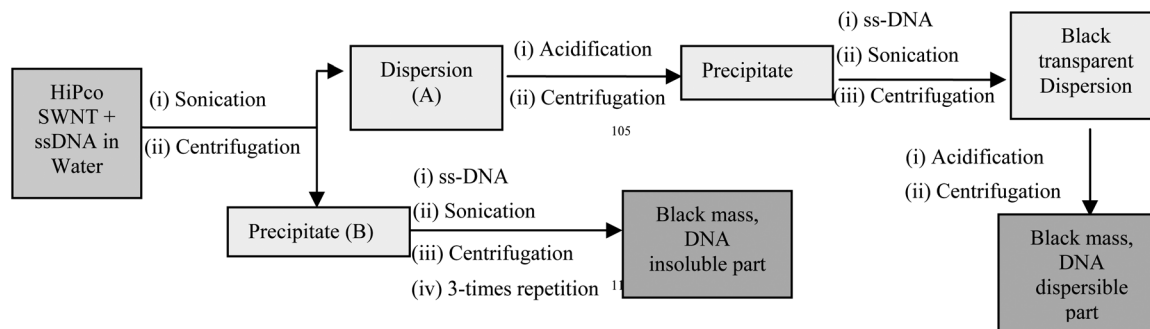 HiPco
SWNT +
ssDNA in
Water
(i) Sonication
(ii) Centrifugation
Dispersion
(A)
(i) Acidification
(ii) Centrifugation
105
Precipitate
(i) ss-DNA
(ii) Sonication
(iii) Centrifugation
Black
transparent
Dispersion
(i) Acidification
(ii) Centrifugation
Black mass,
DNA
dispersible
part
Precipitate (B)
(i) ss-DNA
(ii) Sonication
(iii) Centrifugation
(iv) 3-times repetition
Black mass,
DNA
insoluble part